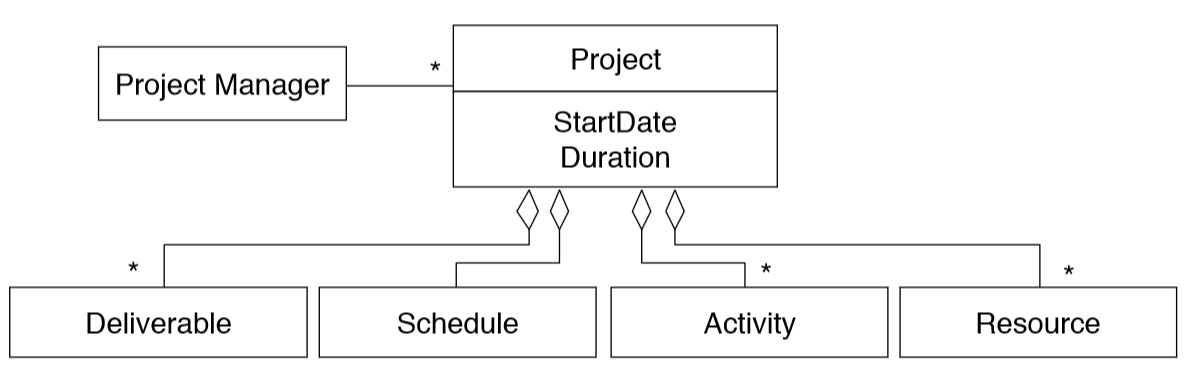 Project Manager
*
Project
StartDate
Duration
*
*
*
Deliverable
Schedule
Activity
Resource